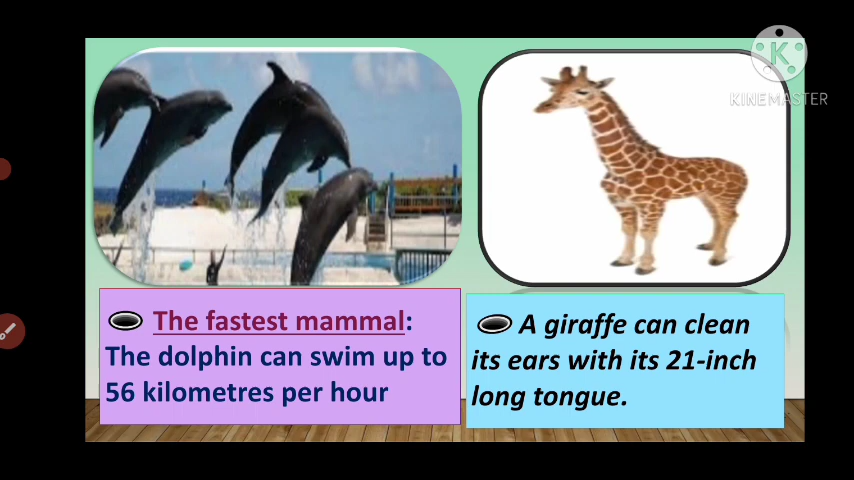 KINEMASTER
The fastest mammal:
The dolphin can swim up to
56 kilometres per hour
A giraffe can clean
its ears with its 21-inch
long tongue.